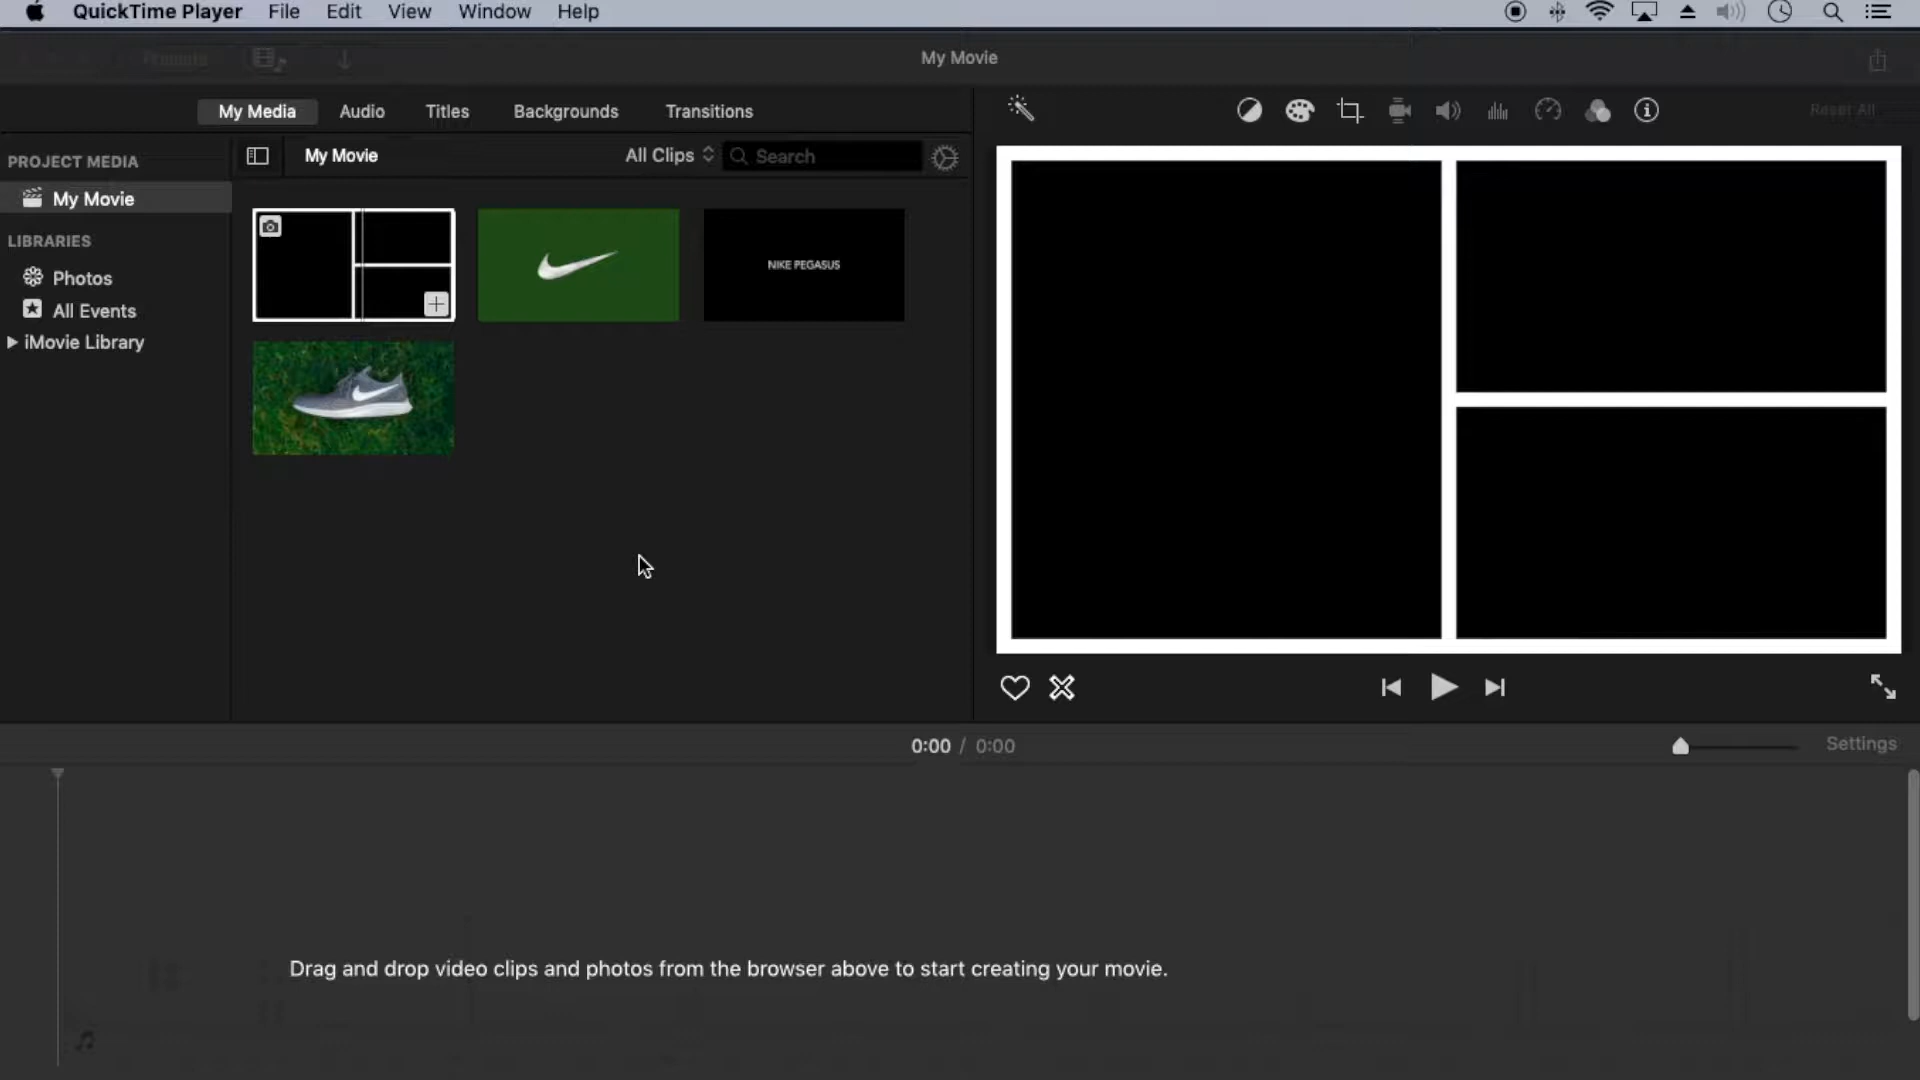 QuickTime Player File Edit View Window Help
My Movie
My Media Audio Titles Backgrounds Transitions
Reset All
PROJECT MEDIA
My Movie All Clips Search
My Movie
LIBRARIES
Photos
All Events
iMovie Library
NIKE PEGASUS
0:00 / 0:00
Settings
Drag and drop video clips and photos from the browser above to start creating your movie.